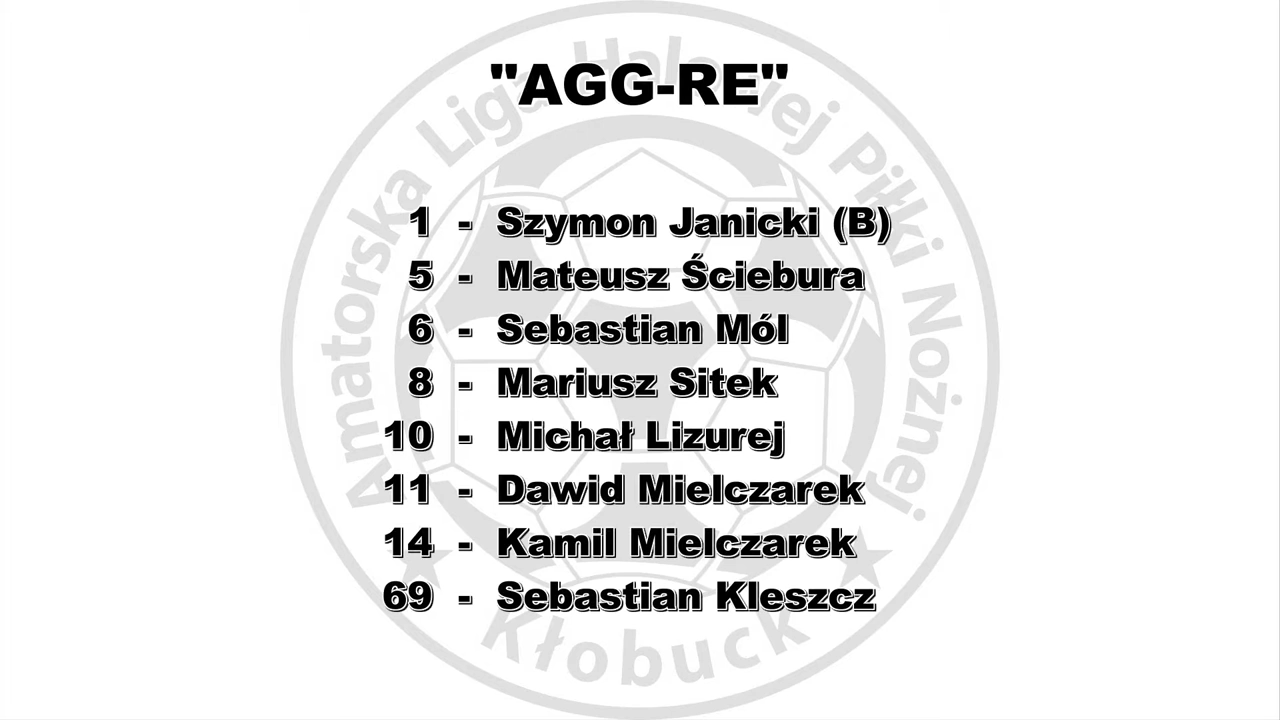 "AGG-RE"
1 - Szymon Janicki (B)
5 - Mateusz Ściebura
6 - Sebastian Mól
8 - Mariusz Sitek
10 - Michał Lizurej
11 - Dawid Mielczarek
14 - Kamil Mielczarek
69 - Sebastian Kleszcz
Amatorska Liga Halowej Piłki Nożnej
Kłobuck